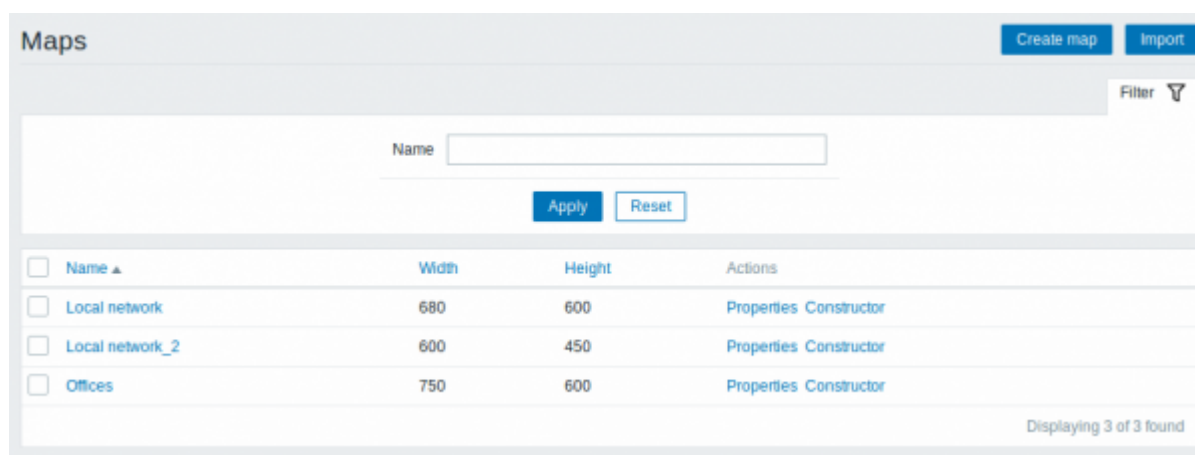 Maps Create map Import
Filter
Name
Apply Reset
Name Width Height Actions
Local network 680 600 Properties Constructor
Local network_2 600 450 Properties Constructor
Offices 750 600 Properties Constructor
Displaying 3 of 3 found